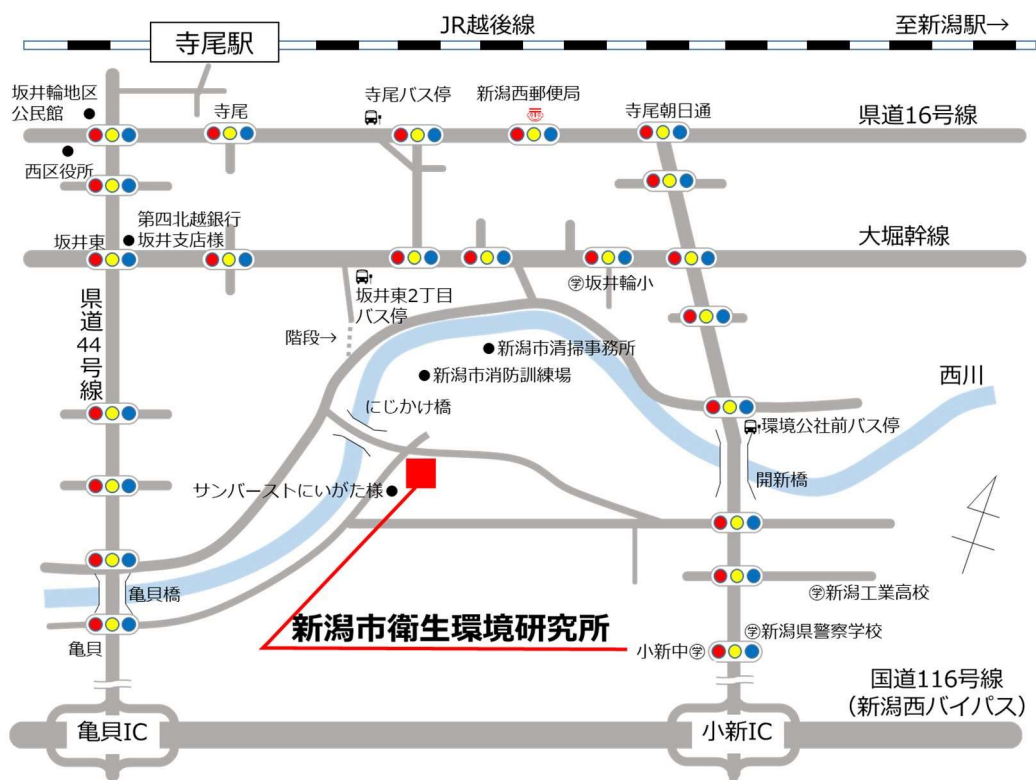 JR越後線
至新潟駅→
寺尾駅
坂井輪地区
公民館
寺尾
寺尾バス停
新潟西郵便局
寺尾朝日通
県道16号線
西区役所
第四北越銀行
坂井支店様
坂井東
大堀幹線
坂井東2丁目
バス停
㋻坂井輪小
県道44号線
階段→
新潟市清掃事務所
新潟市消防訓練場
西川
にじかけ橋
環境公社前バス停
サンバーストにいがた様
開新橋
亀貝橋
学新潟工業高校
新潟市衛生環境研究所
学新潟県警察学校
亀貝
小新中学
国道116号線
(新潟西バイパス)
亀貝IC
小新IC